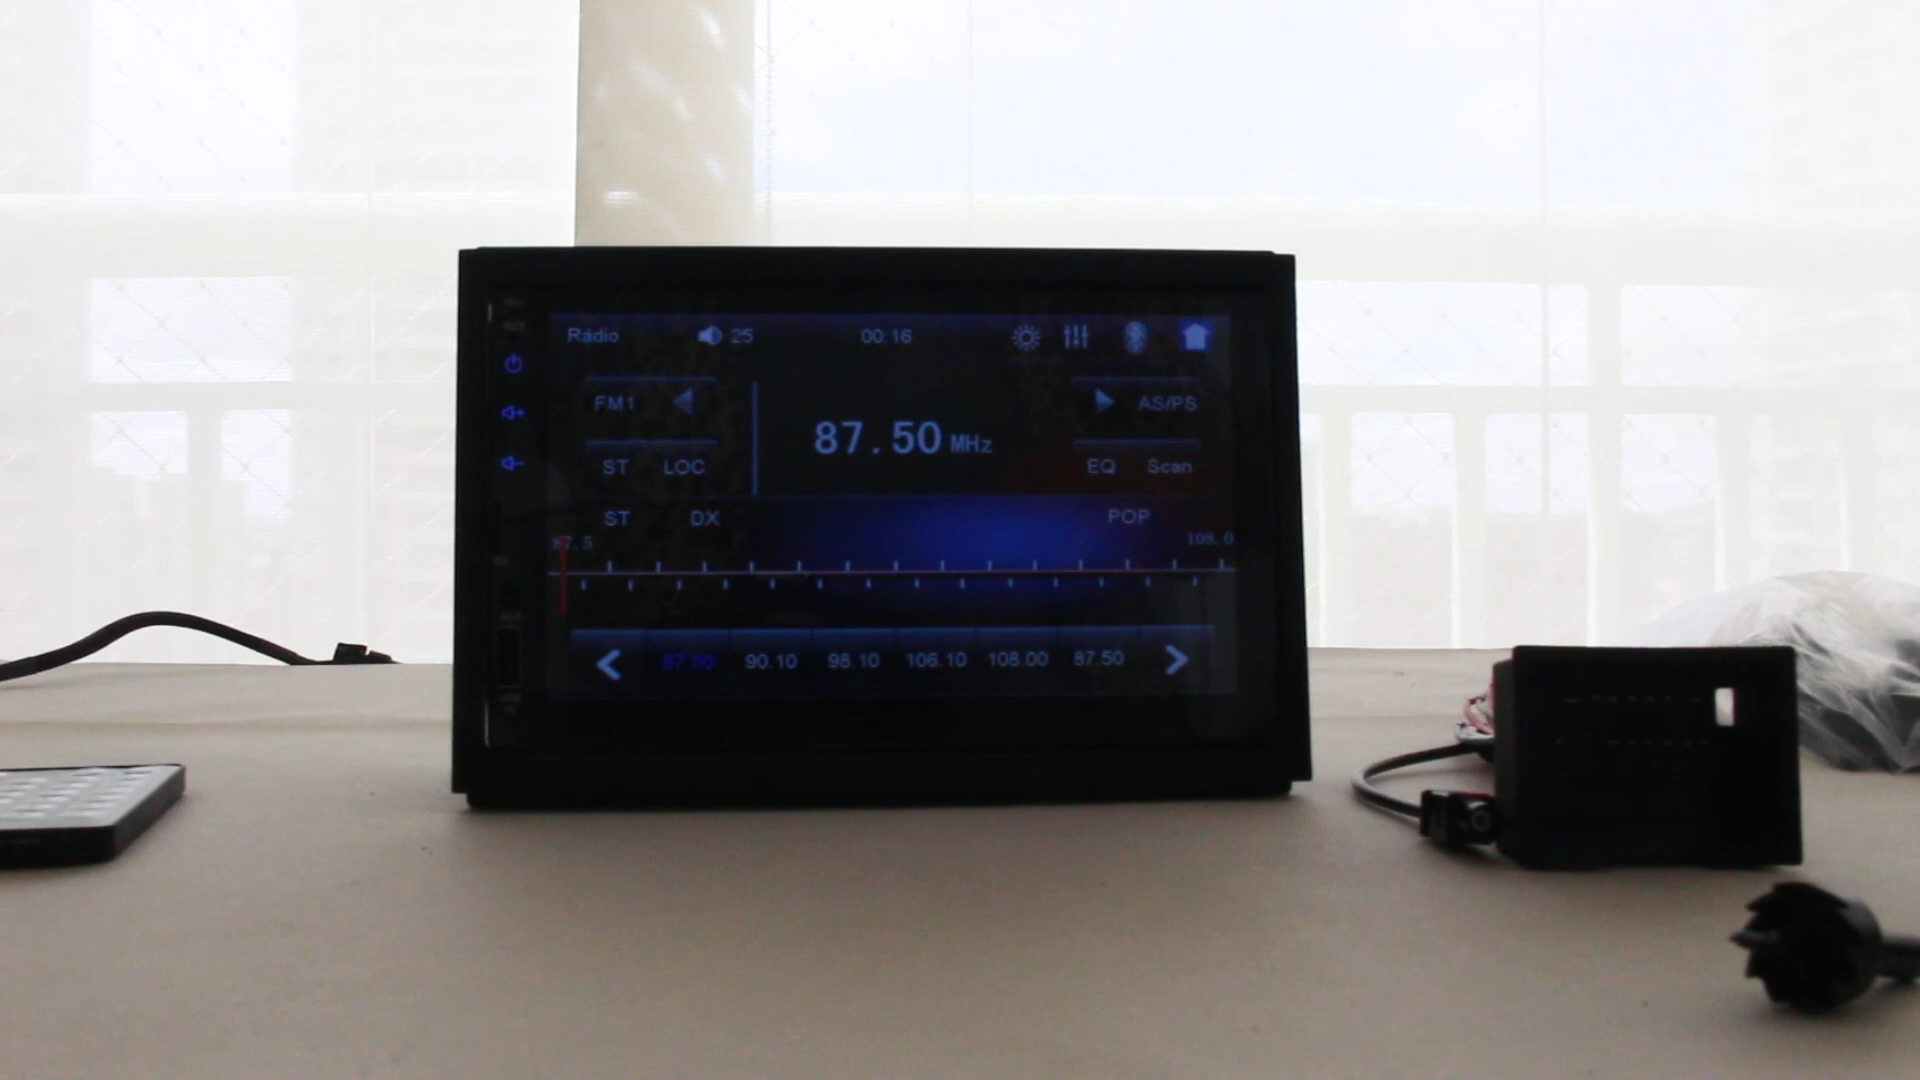 Rádio 25 00:16
FM1 AS/PS
87.50 MHz
ST LOC EQ Scan
ST DX POP
87.5 108.0
87.50 90.10 98.10 106.10 108.00 87.50